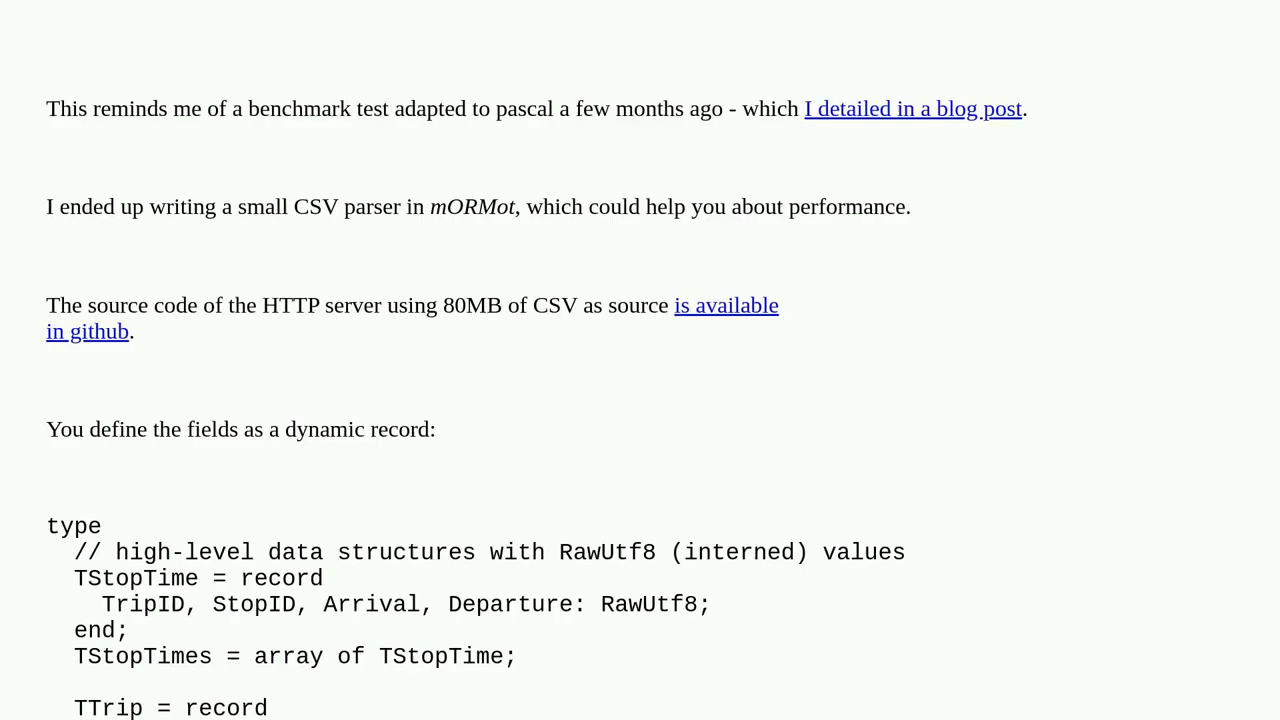 This reminds me of a benchmark test adapted to pascal a few months ago - which I detailed in a blog post.
I ended up writing a small CSV parser in mORMot, which could help you about performance.
The source code of the HTTP server using 80MB of CSV as source is available
in github.
You define the fields as a dynamic record:
type
  // high-level data structures with RawUtf8 (interned) values
  TStopTime = record
    TripID, StopID, Arrival, Departure: RawUtf8;
  end;
  TStopTimes = array of TStopTime;
  TTrip = record